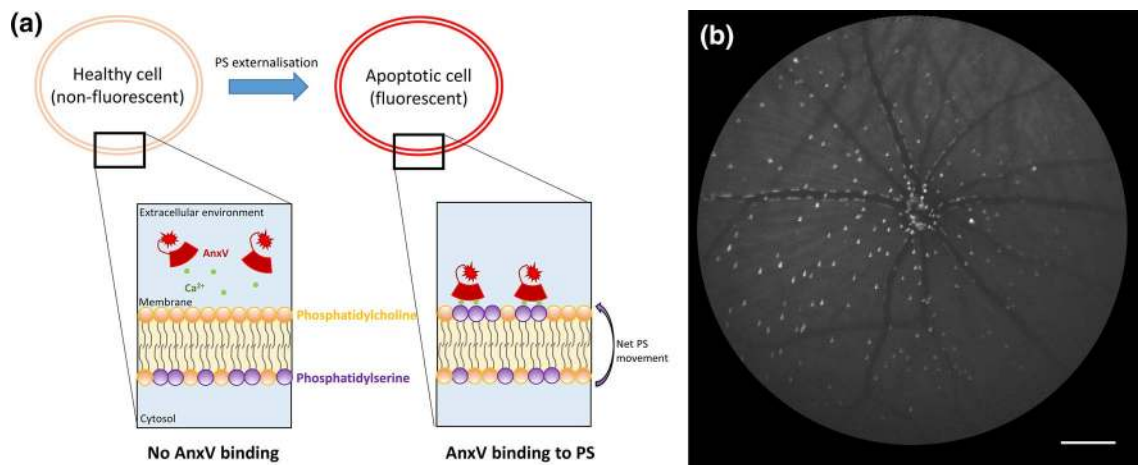 (a)
Healthy cell
(non-fluorescent)
PS externalisation
Apoptotic cell
(fluorescent)
Extracellular environment
AnxV
Ca²⁺
Membrane
Phosphatidylcholine
Phosphatidylserine
Cytosol
No AnxV binding
Net PS
movement
AnxV binding to PS
(b)